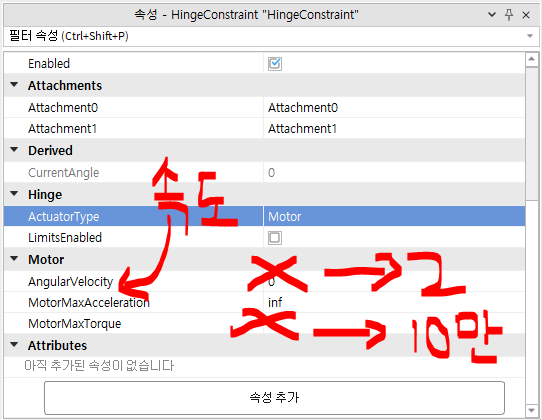 속성 - HingeConstraint "HingeConstraint"
필터 속성 (Ctrl+Shift+P)
Enabled
Attachments
Attachment0 Attachment0
Attachment1 Attachment1
Derived
CurrentAngle 0
속도
Hinge
ActuatorType Motor
LimitsEnabled
Motor
AngularVelocity 0 X → 2
MotorMaxAcceleration inf
MotorMaxTorque X → 10만
Attributes
아직 추가된 속성이 없습니다
속성 추가